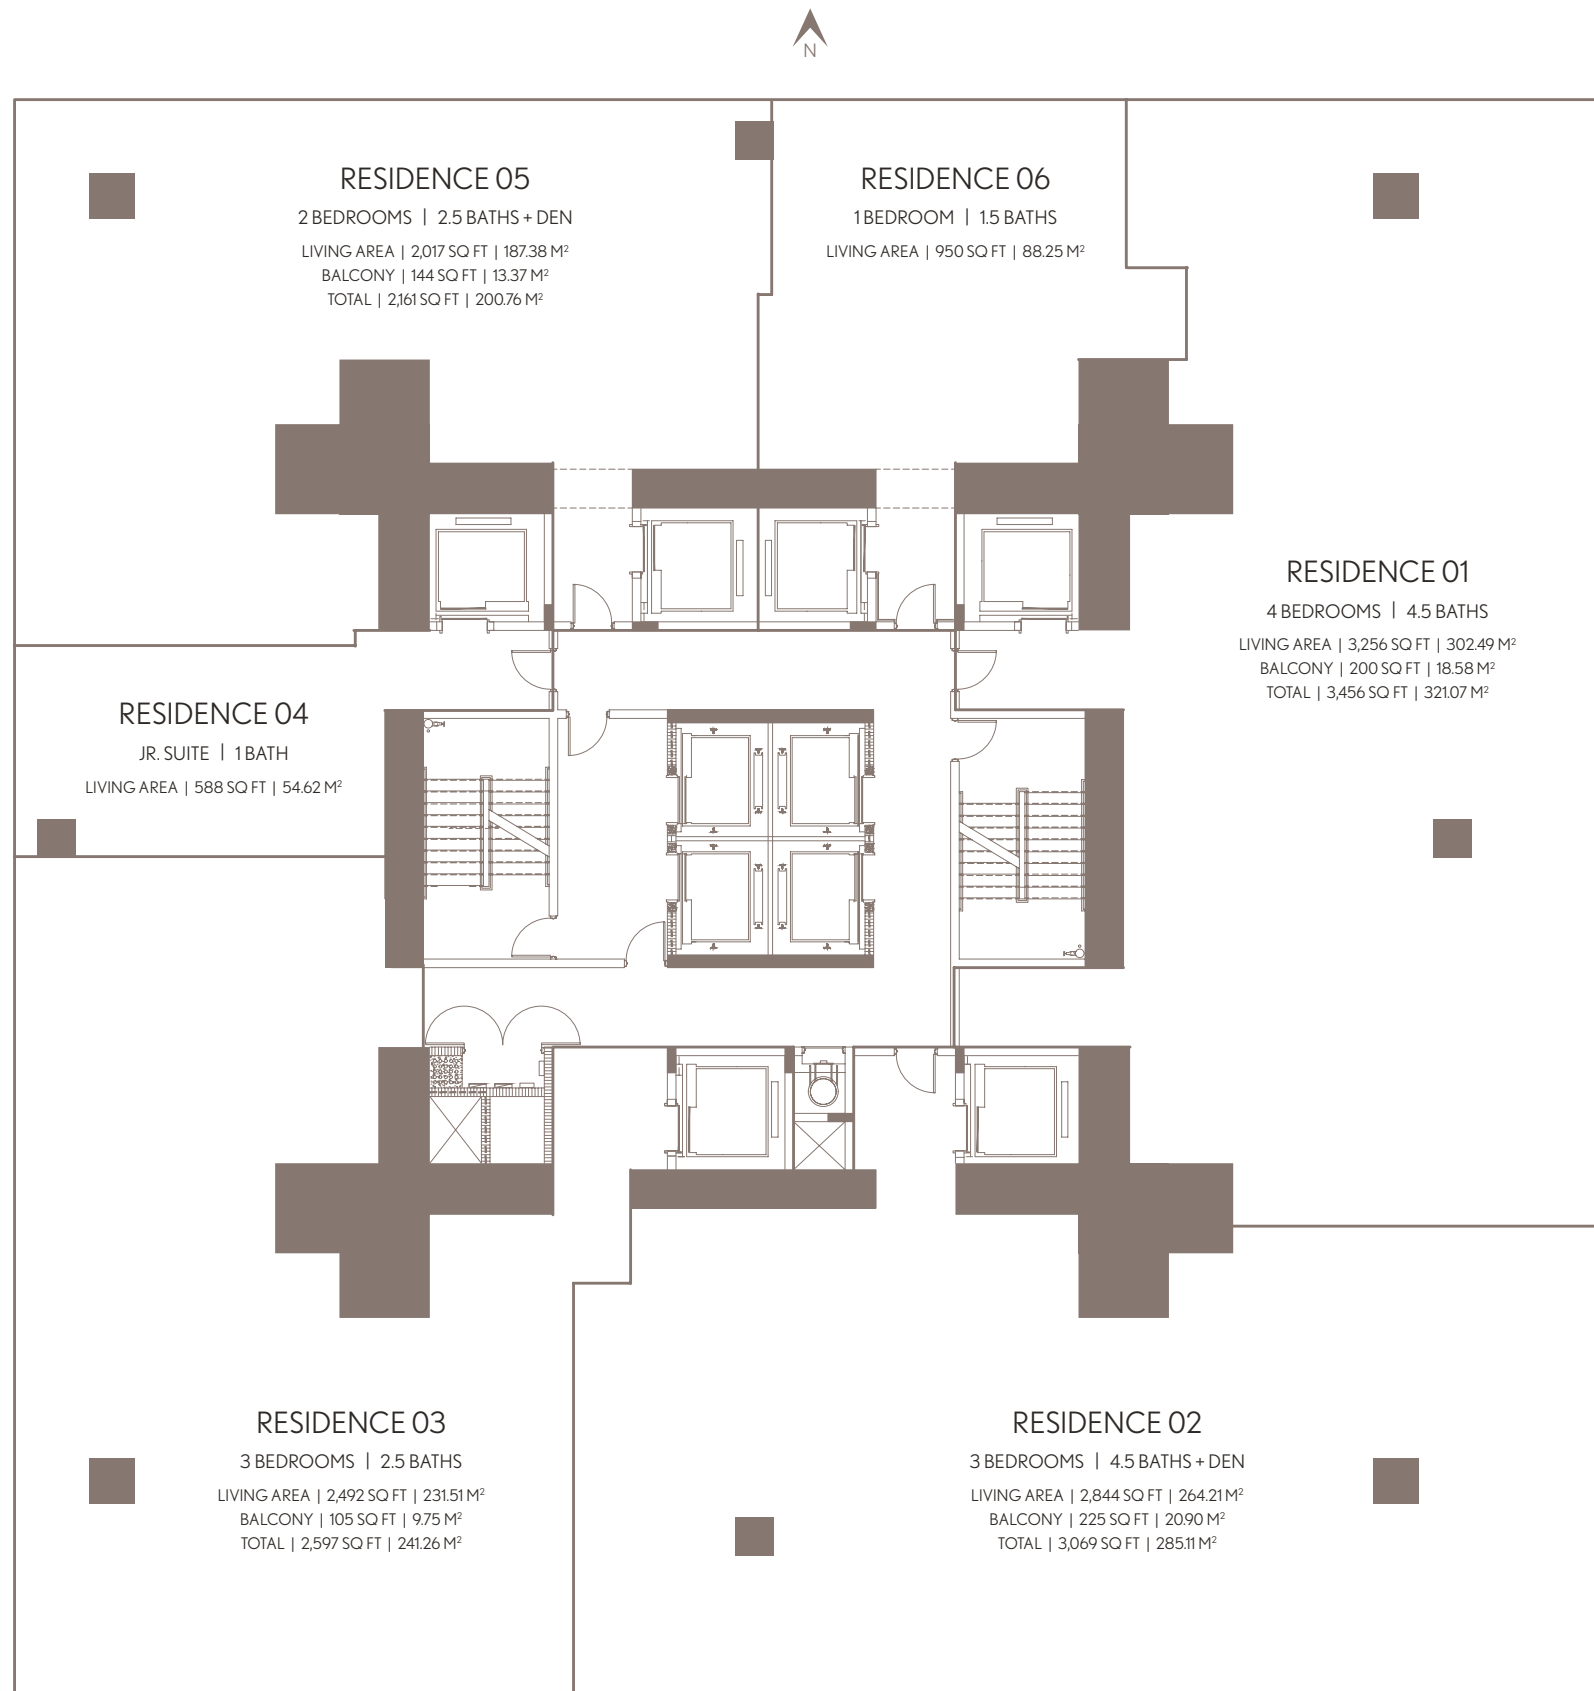 N
RESIDENCE 05
2 BEDROOMS | 2.5 BATHS + DEN
LIVING AREA | 2,017 SQ FT | 187.38 M²
BALCONY | 144 SQ FT | 13.37 M²
TOTAL | 2,161 SQ FT | 200.76 M²
RESIDENCE 06
1 BEDROOM | 1.5 BATHS
LIVING AREA | 950 SQ FT | 88.25 M²
RESIDENCE 01
4 BEDROOMS | 4.5 BATHS
LIVING AREA | 3,256 SQ FT | 302.49 M²
BALCONY | 200 SQ FT | 18.58 M²
TOTAL | 3,456 SQ FT | 321.07 M²
RESIDENCE 04
JR. SUITE | 1 BATH
LIVING AREA | 588 SQ FT | 54.62 M²
RESIDENCE 03
3 BEDROOMS | 2.5 BATHS
LIVING AREA | 2,492 SQ FT | 231.51 M²
BALCONY | 105 SQ FT | 9.75 M²
TOTAL | 2,597 SQ FT | 241.26 M²
RESIDENCE 02
3 BEDROOMS | 4.5 BATHS + DEN
LIVING AREA | 2,844 SQ FT | 264.21 M²
BALCONY | 225 SQ FT | 20.90 M²
TOTAL | 3,069 SQ FT | 285.11 M²